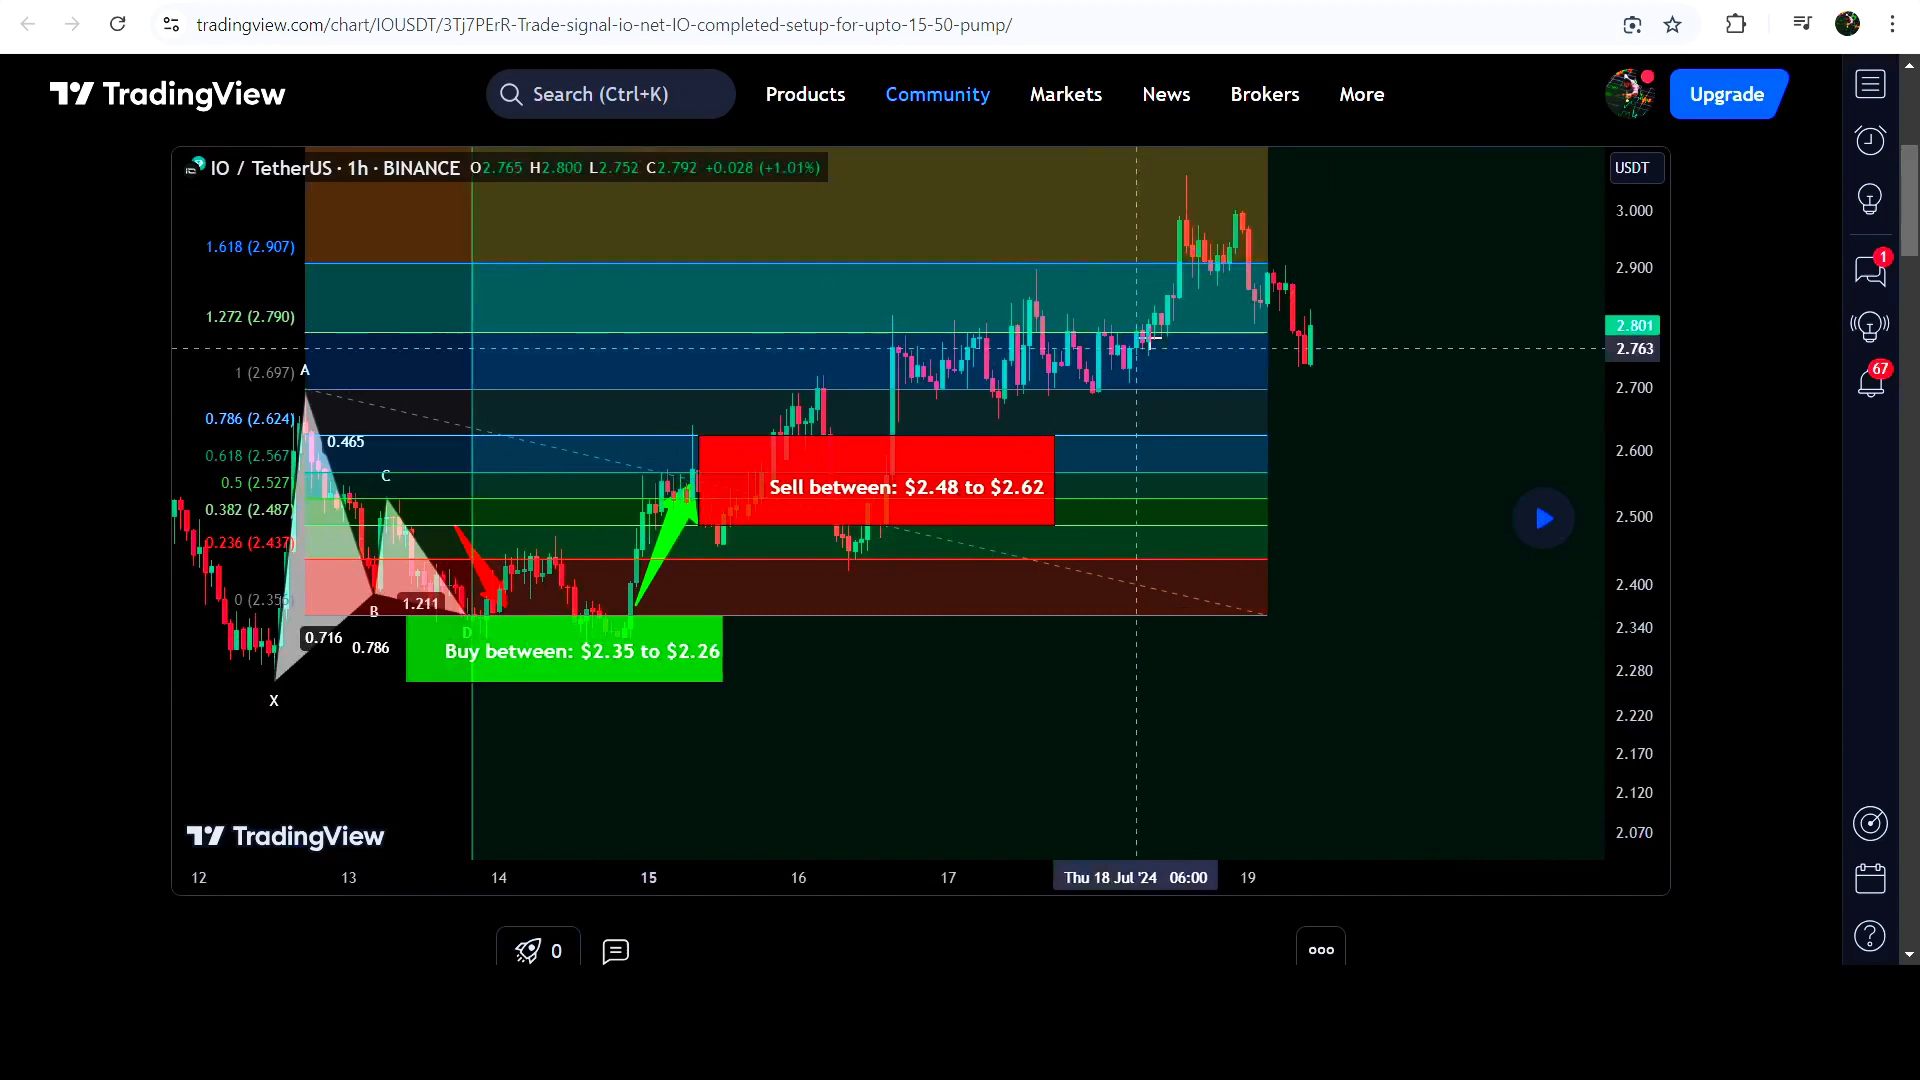 tradingview.com/chart/IOUSDT/3Tj7PErR-Trade-signal-io-net-IO-completed-setup-for-upto-15-50-pump/
TradingView
Search (Ctrl+K)
Products
Community
Markets
News
Brokers
More
Upgrade
IO / TetherUS · 1h · BINANCE O2.765 H2.800 L2.752 C2.792 +0.028 (+1.01%)
USDT
3.000
1.618 (2.907)
2.900
1.272 (2.790)
2.801
2.763
1 (2.697)
A
2.700
0.786 (2.624)
0.465
2.600
0.618 (2.567)
C
0.5 (2.527)
Sell between: $2.48 to $2.62
0.382 (2.487)
2.500
0.236 (2.437)
2.400
0 (2.355)
1.211
B
D
2.340
0.716
0.786
Buy between: $2.35 to $2.26
2.280
X
2.220
2.170
2.120
2.070
TradingView
12
13
14
15
16
17
Thu 18 Jul '24 06:00
19
0
1
67